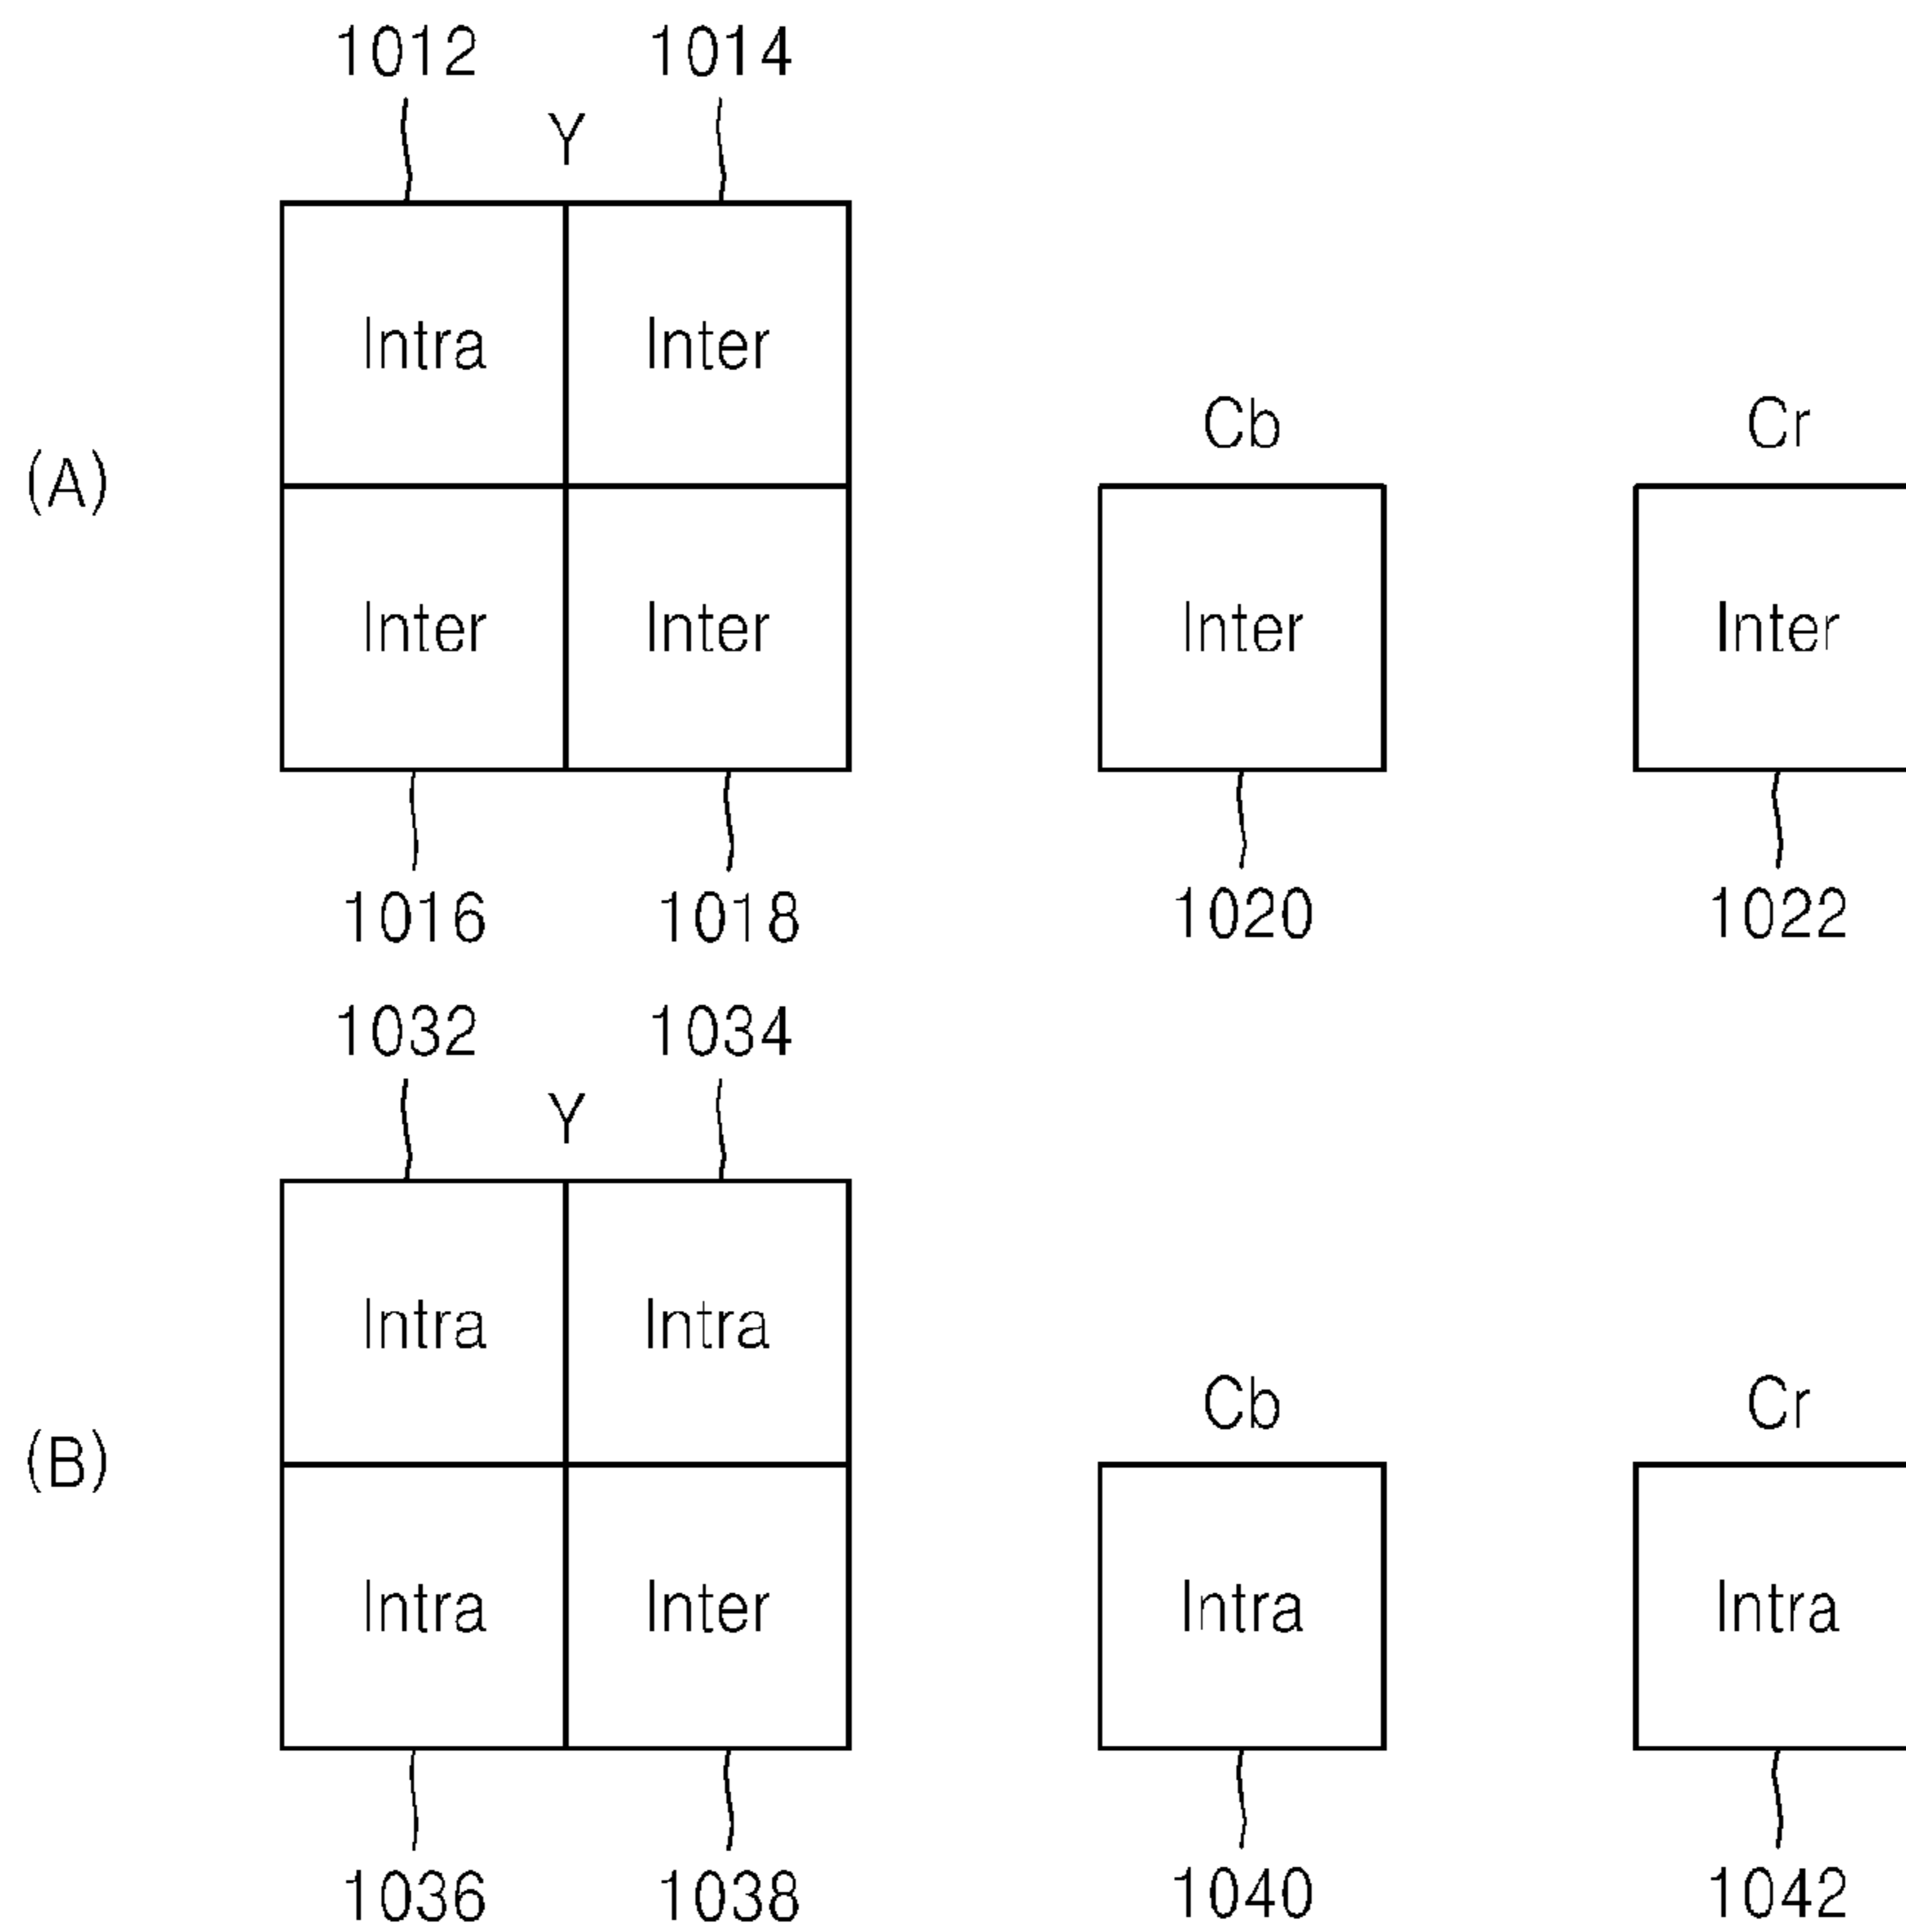 1012 1014
Y
Intra Inter
Cb Cr
(A)
Inter Inter Inter Inter
1016 1018 1020 1022
1032 1034
Y
Intra Intra
Cb Cr
(B)
Intra Inter Intra Intra
1036 1038 1040 1042